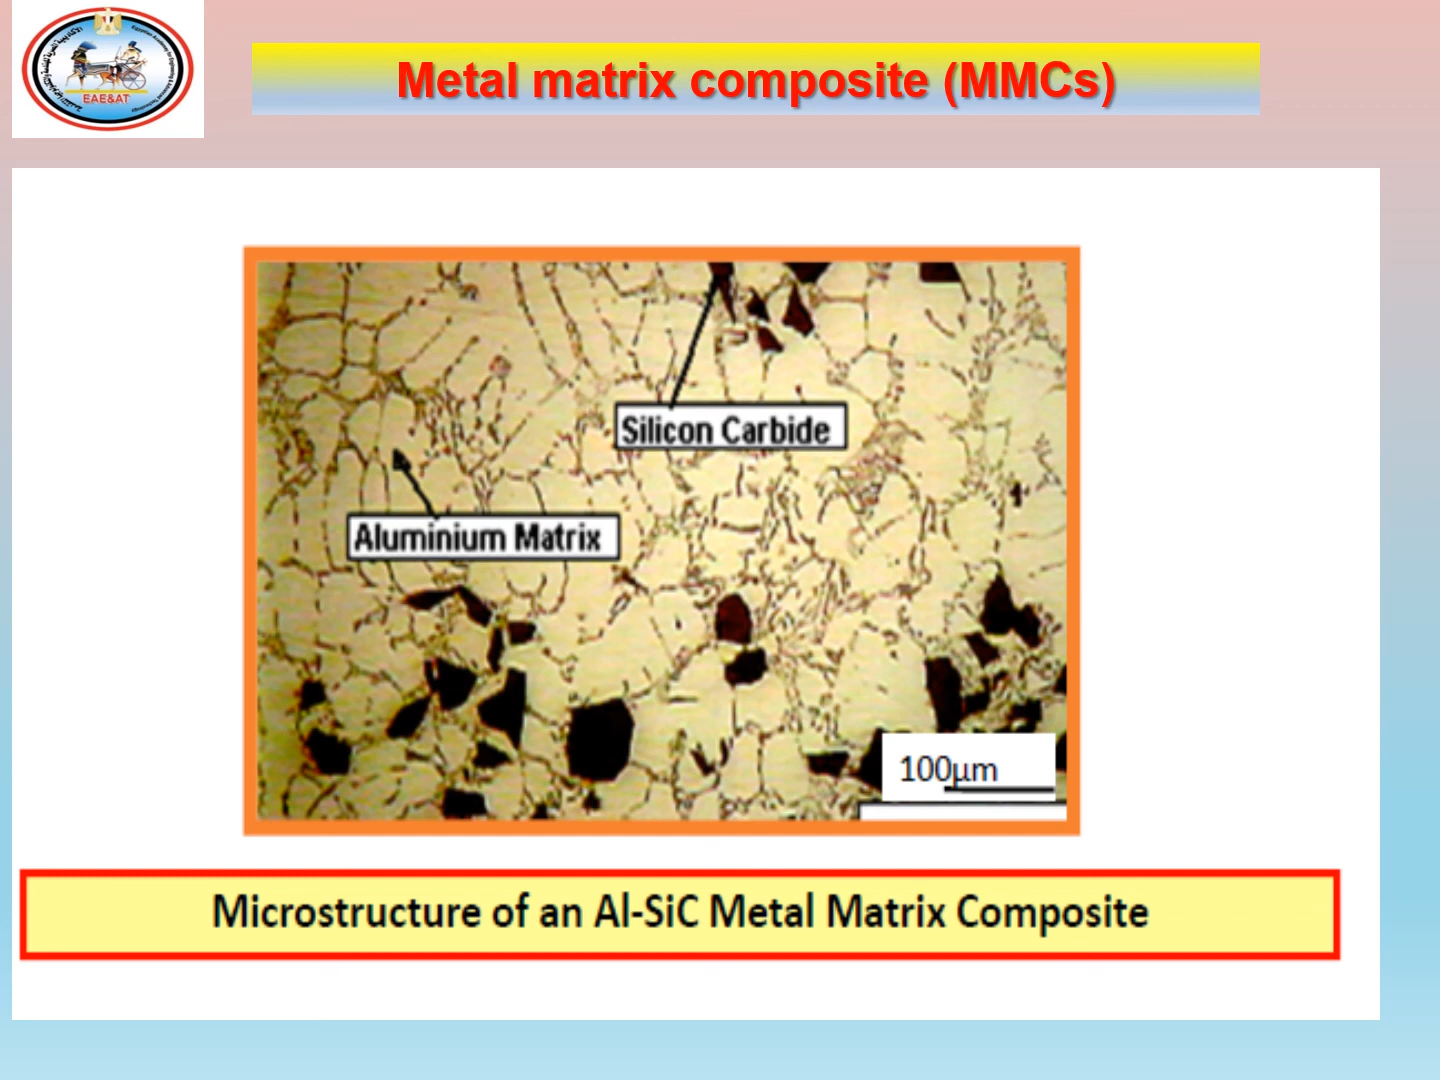 EAE&AT
Metal matrix composite (MMCs)
Silicon Carbide
Aluminium Matrix
100µm
Microstructure of an Al-SiC Metal Matrix Composite